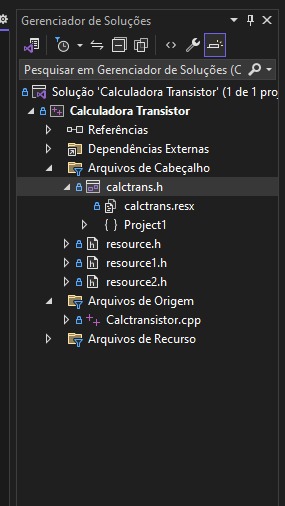 Gerenciador de Soluções
Pesquisar em Gerenciador de Soluções (C
Solução 'Calculadora Transistor' (1 de 1 proj
Calculadora Transistor
Referências
Dependências Externas
Arquivos de Cabeçalho
calctrans.h
calctrans.resx
{ } Project1
resource.h
resource1.h
resource2.h
Arquivos de Origem
Calctransistor.cpp
Arquivos de Recurso